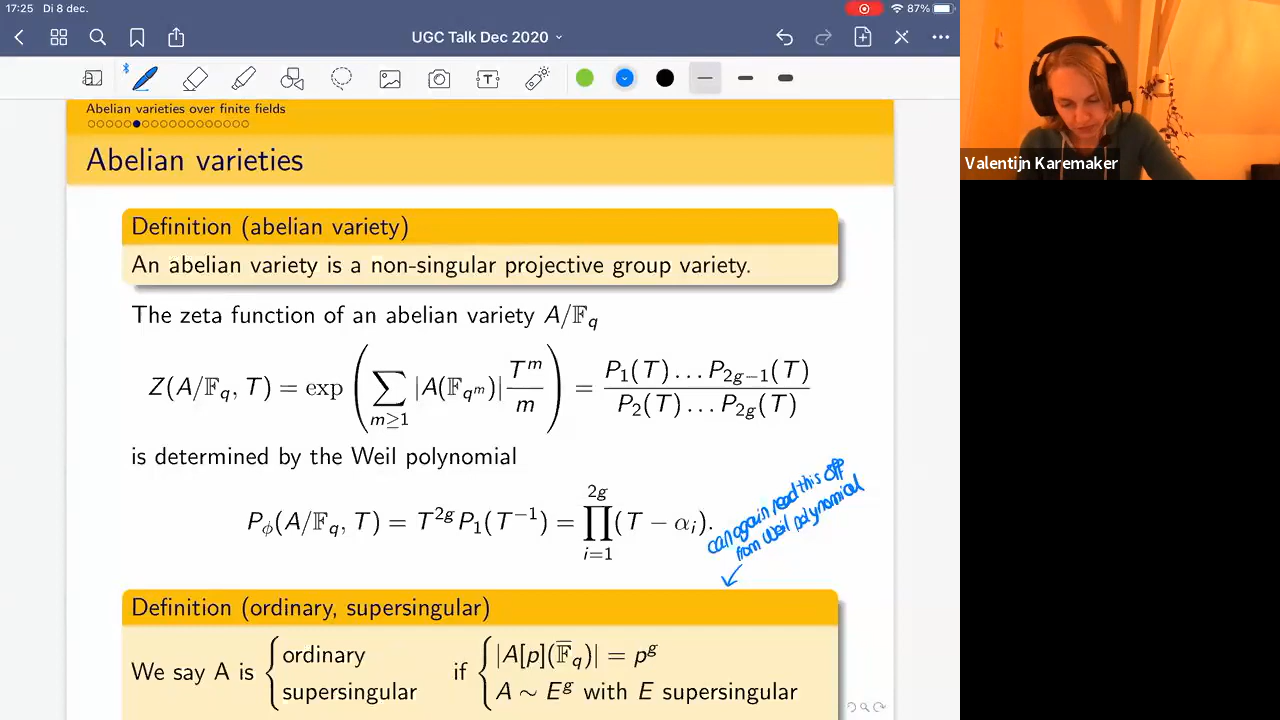 17:25 Di 8 dec.
87%
UGC Talk Dec 2020
Abelian varieties over finite fields
Abelian varieties
Definition (abelian variety)
An abelian variety is a non-singular projective group variety.
The zeta function of an abelian variety A/𝔽_q
Z(A/𝔽_q, T) = exp ( ∑_{m≥1} |A(𝔽_{q^m})| T^m/m ) = P_1(T) … P_{2g−1}(T) / P_2(T) … P_{2g}(T)
is determined by the Weil polynomial
P_ϕ(A/𝔽_q, T) = T^{2g} P_1(T^{−1}) = ∏_{i=1}^{2g} (T − α_i).
can again read this off
from Weil polynomial
Definition (ordinary, supersingular)
We say A is { ordinary if { |A[p](𝔽̅_q)| = p^g
supersingular A ∼ E^g with E supersingular
Valentijn Karemaker